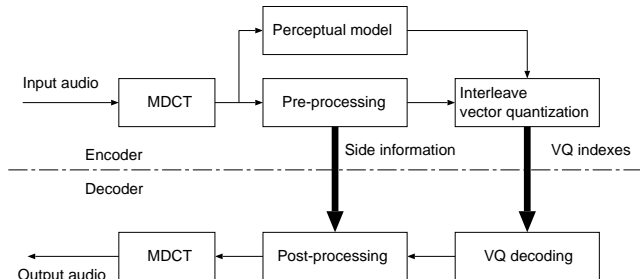 Perceptual model
Input audio
MDCT
Pre-processing
Interleave
vector quantization
Encoder
Side information
VQ indexes
Decoder
MDCT
Post-processing
VQ decoding
Output audio